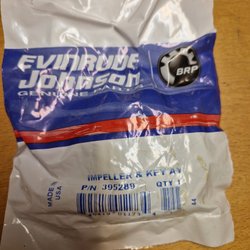 EVINRUDE
Johnson
GENUINE PARTS
BRP
IMPELLER & KEY AY
P/N 395289 QTY 1
MADE IN
USA